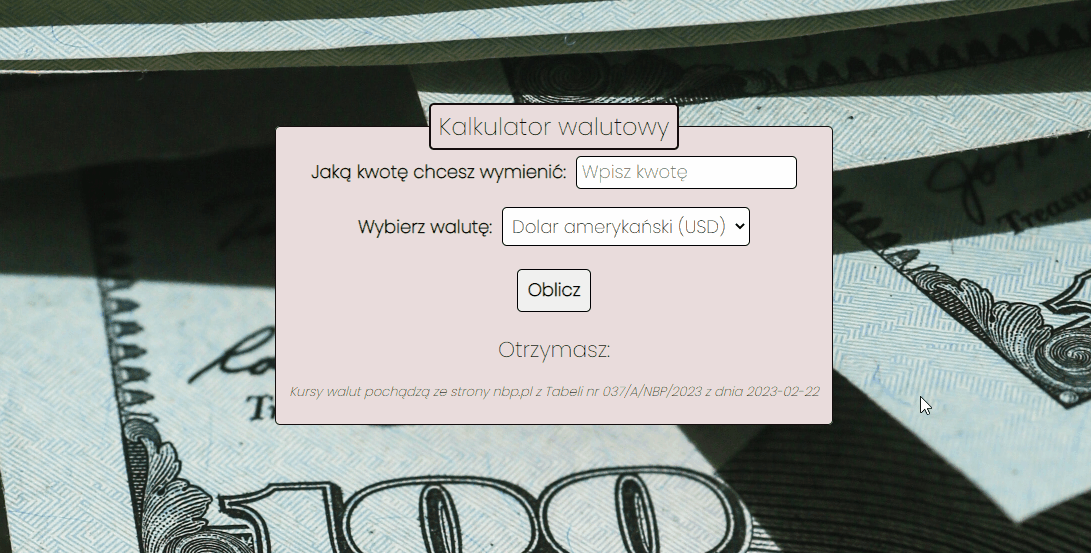 Kalkulator walutowy
Jaką kwotę chcesz wymienić: Wpisz kwotę
Wybierz walutę: Dolar amerykański (USD)
Oblicz
Otrzymasz:
Kursy walut pochądzą ze strony nbp.pl z Tabeli nr 037/A/NBP/2023 z dnia 2023-02-22
100